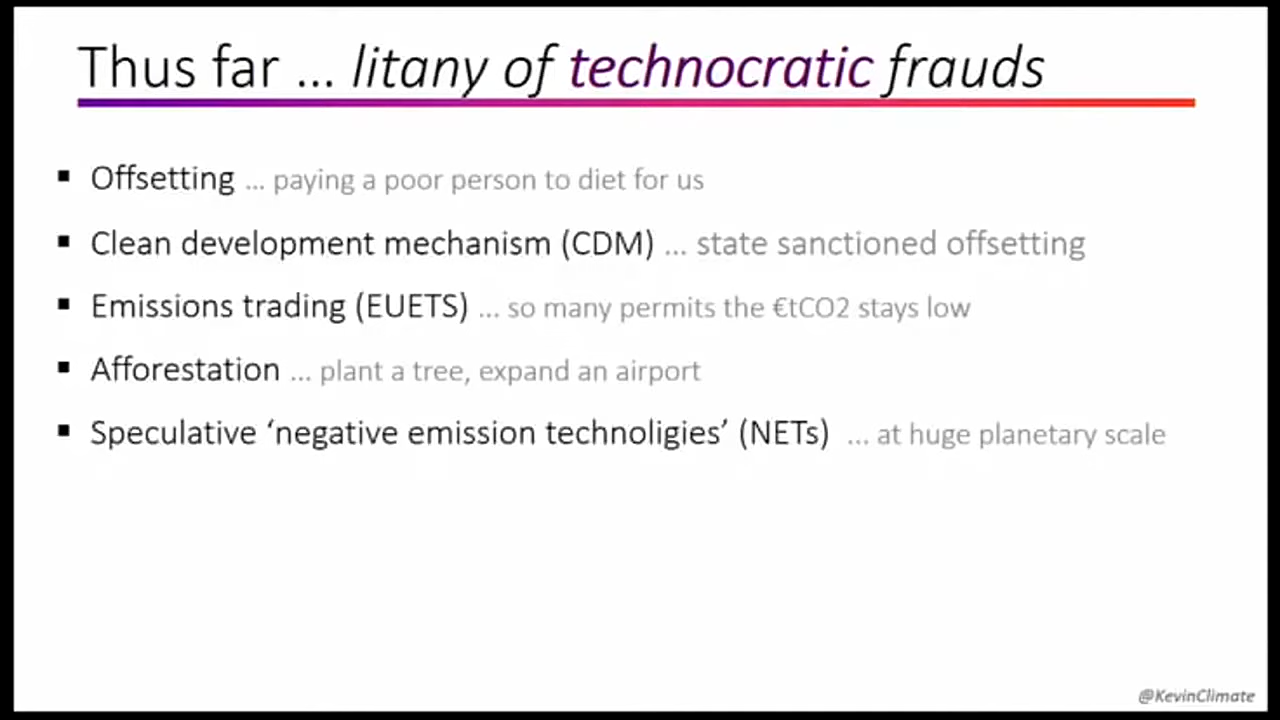 Thus far ... litany of technocratic frauds
▪ Offsetting ... paying a poor person to diet for us
▪ Clean development mechanism (CDM) ... state sanctioned offsetting
▪ Emissions trading (EUETS) ... so many permits the €tCO2 stays low
▪ Afforestation ... plant a tree, expand an airport
▪ Speculative ‘negative emission technoligies’ (NETs) ... at huge planetary scale
@KevinClimate